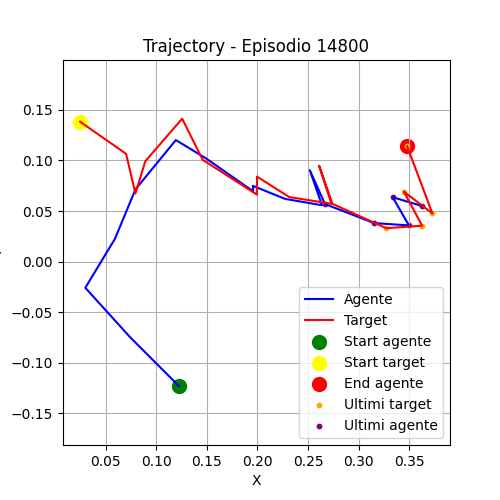 Trajectory - Episodio 14800
0.15
0.10
0.05
0.00
−0.05
−0.10
−0.15
Agente
Target
Start agente
Start target
End agente
Ultimi target
Ultimi agente
0.05 0.10 0.15 0.20 0.25 0.30 0.35
X